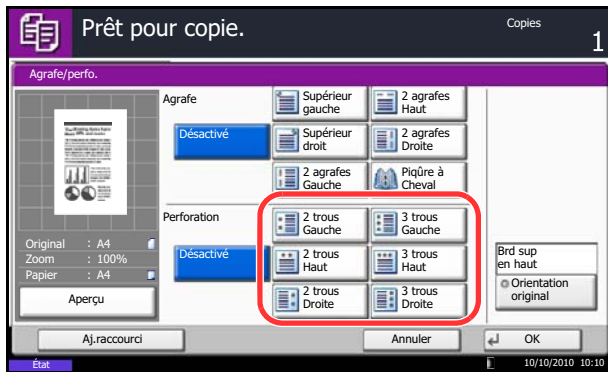 Prêt pour copie.
Copies
1
Agrafe/perfo.
Agrafe
Désactivé
Supérieur
gauche
2 agrafes
Haut
Supérieur
droit
2 agrafes
Droite
2 agrafes
Gauche
Piqûre à
Cheval
Perforation
Désactivé
2 trous
Gauche
3 trous
Gauche
2 trous
Haut
3 trous
Haut
2 trous
Droite
3 trous
Droite
Original : A4
Zoom : 100%
Papier : A4
Aperçu
Brd sup
en haut
Orientation
original
Aj.raccourci
Annuler
OK
État
10/10/2010 10:10